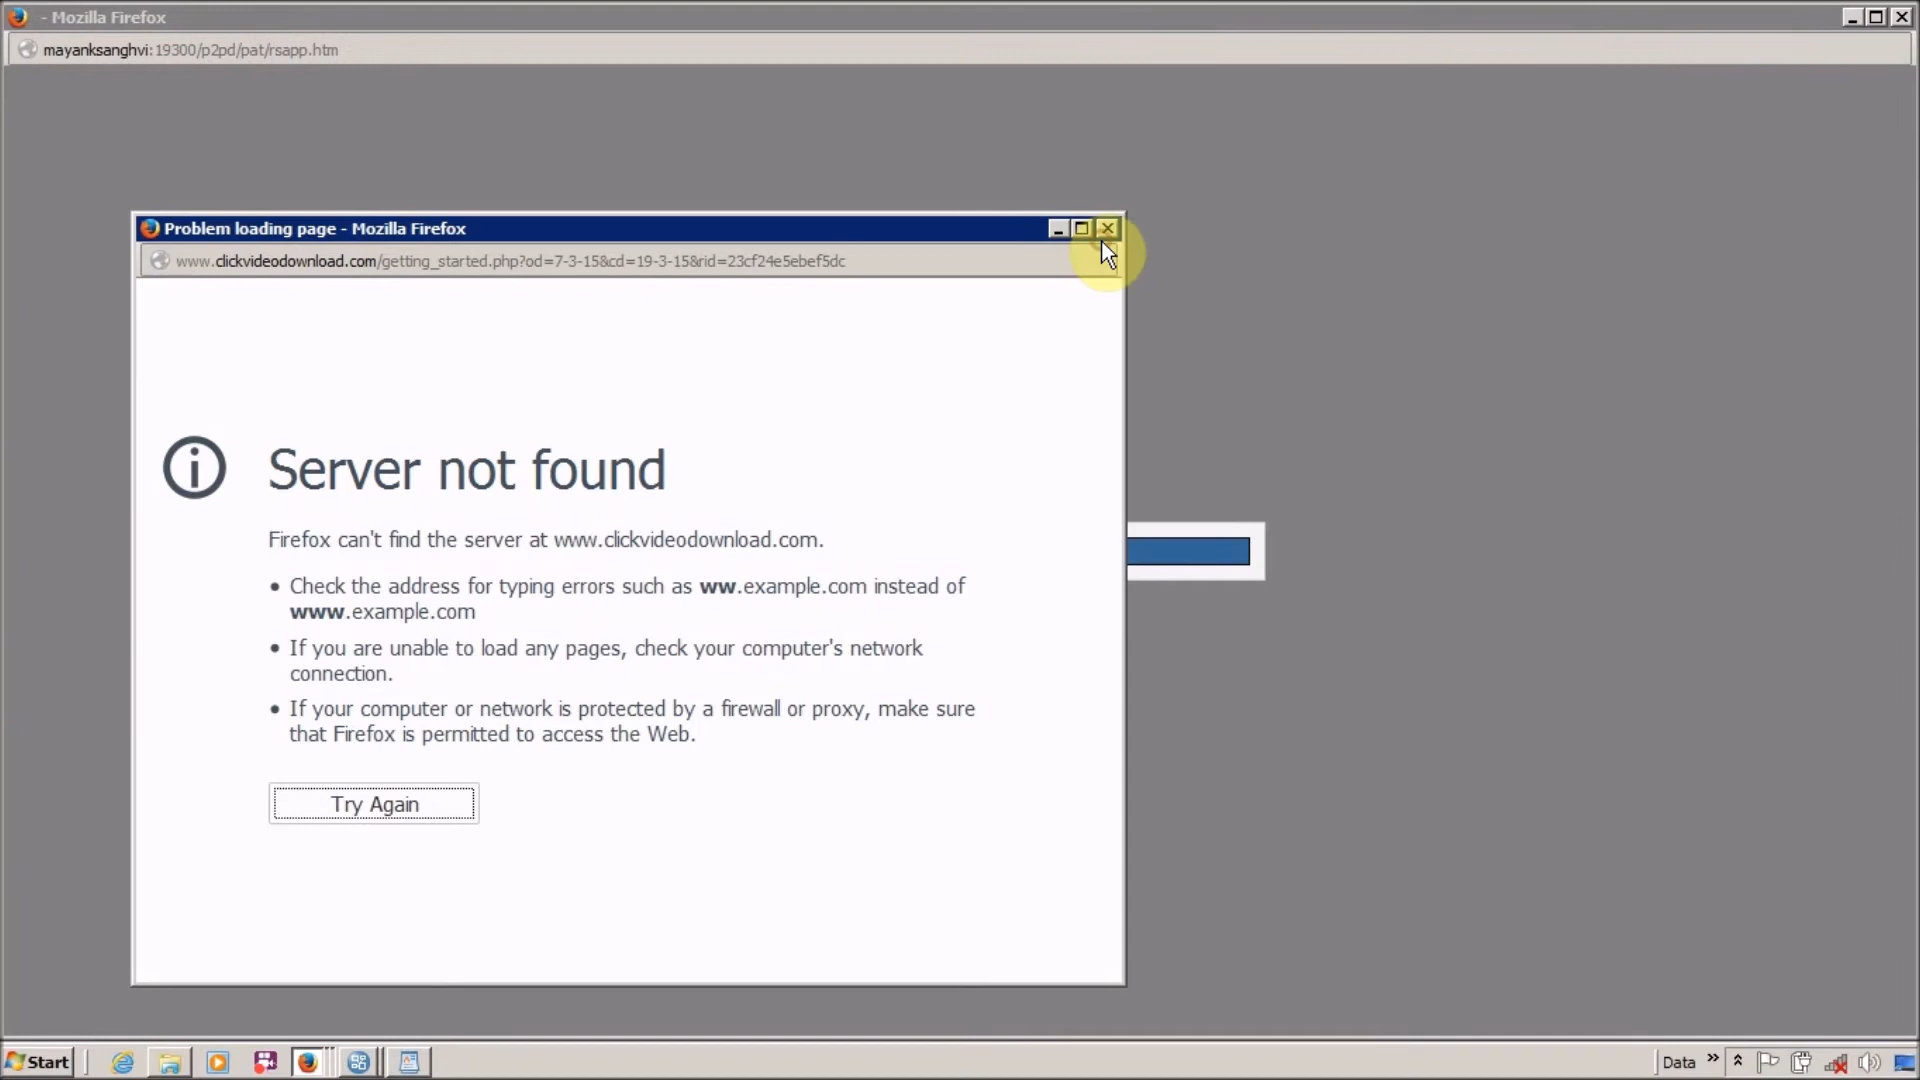 - Mozilla Firefox
mayanksanghvi:19300/p2pd/pat/rsapp.htm
Problem loading page - Mozilla Firefox
www.clickvideodownload.com/getting_started.php?od=7-3-15&cd=19-3-15&rid=23cf24e5ebef5dc
Server not found
Firefox can't find the server at www.clickvideodownload.com.
• Check the address for typing errors such as ww.example.com instead of
www.example.com
• If you are unable to load any pages, check your computer's network
connection.
• If your computer or network is protected by a firewall or proxy, make sure
that Firefox is permitted to access the Web.
Try Again
Start
Data